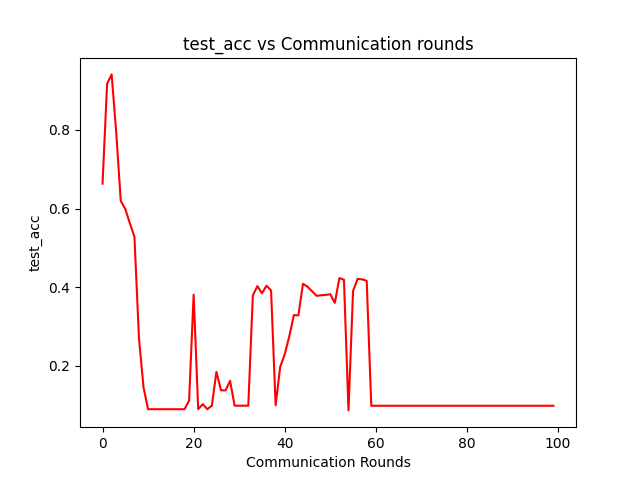 test_acc vs Communication rounds
0.8
0.6
0.4
0.2
test_acc
0 20 40 60 80 100
Communication Rounds